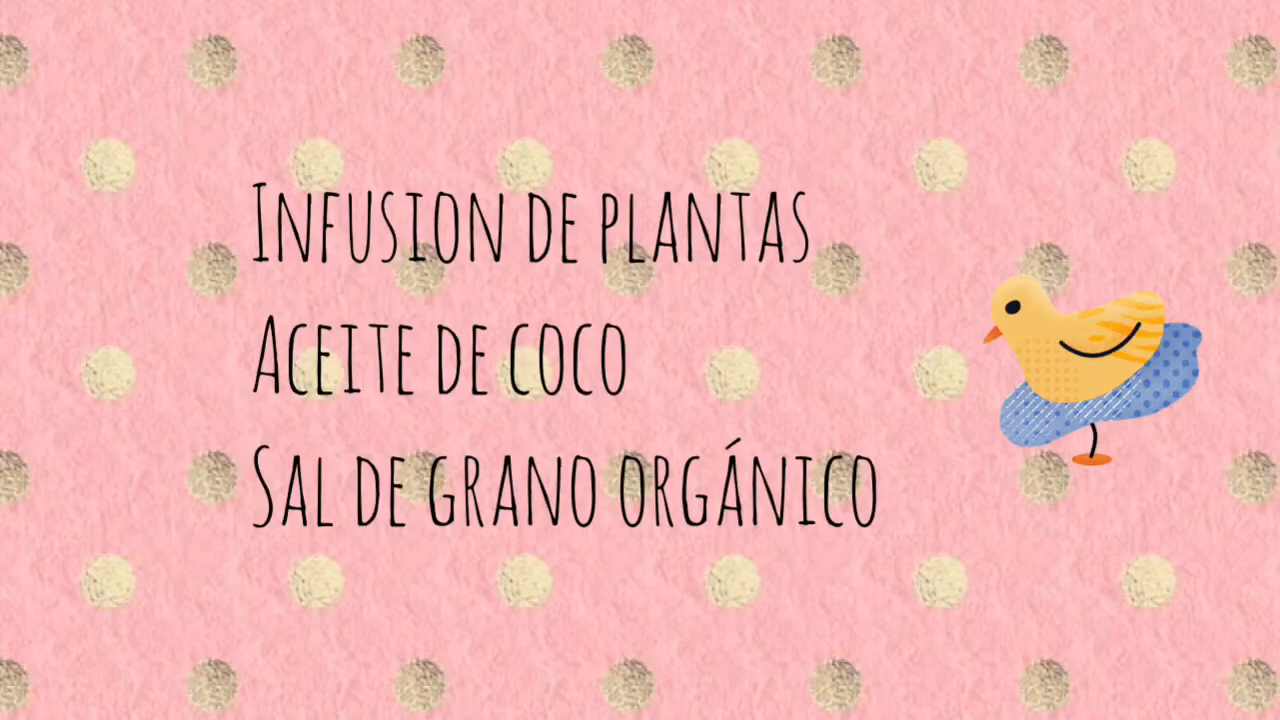 Infusion de plantas
Aceite de coco
Sal de grano orgánico